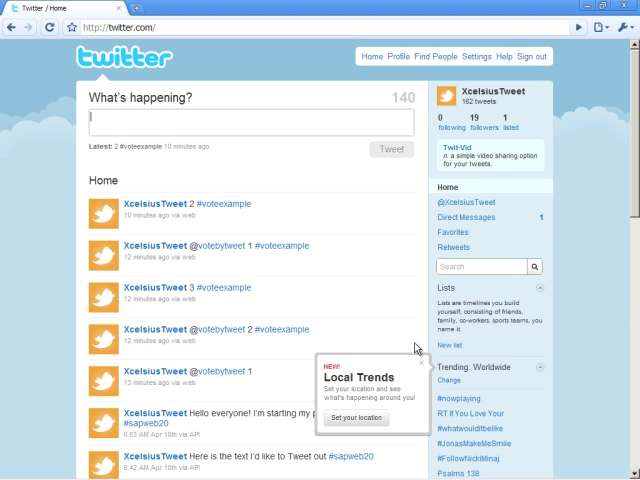 Twitter / Home
http://twitter.com/
twitter
Home Profile Find People Settings Help Sign out
What's happening?
140
Latest: 2 #voteexample 10 minutes ago
Tweet
Home
XcelsiusTweet 2 #voteexample
10 minutes ago via web
XcelsiusTweet @votebytweet 1 #voteexample
12 minutes ago via web
XcelsiusTweet 3 #voteexample
12 minutes ago via web
XcelsiusTweet @votebytweet 2 #voteexample
12 minutes ago via web
XcelsiusTweet @votebytweet 1
13 minutes ago via web
XcelsiusTweet Hello everyone! I'm starting my
#sapweb20
6:53 AM Apr 10th via API
XcelsiusTweet Here is the text I'd like to Tweet out #sapweb20
6:42 AM Apr 10th via API
NEW!
Local Trends
Set your location and see
what's happening around you!
Set your location
XcelsiusTweet
162 tweets
0 19 1
following followers listed
Twit-Vid
n. a simple video sharing option
for your tweets.
Home
@XcelsiusTweet
Direct Messages 1
Favorites
Retweets
Search
Lists
Lists are timelines you build
yourself, consisting of friends,
family, co-workers, sports teams, you
name it.
New list
Trending: Worldwide
Change
#nowplaying
RT If You Love Your
#whatwoulditbelike
#JonasMakeMeSmile
#FollowNickiMinaj
Psalms 138